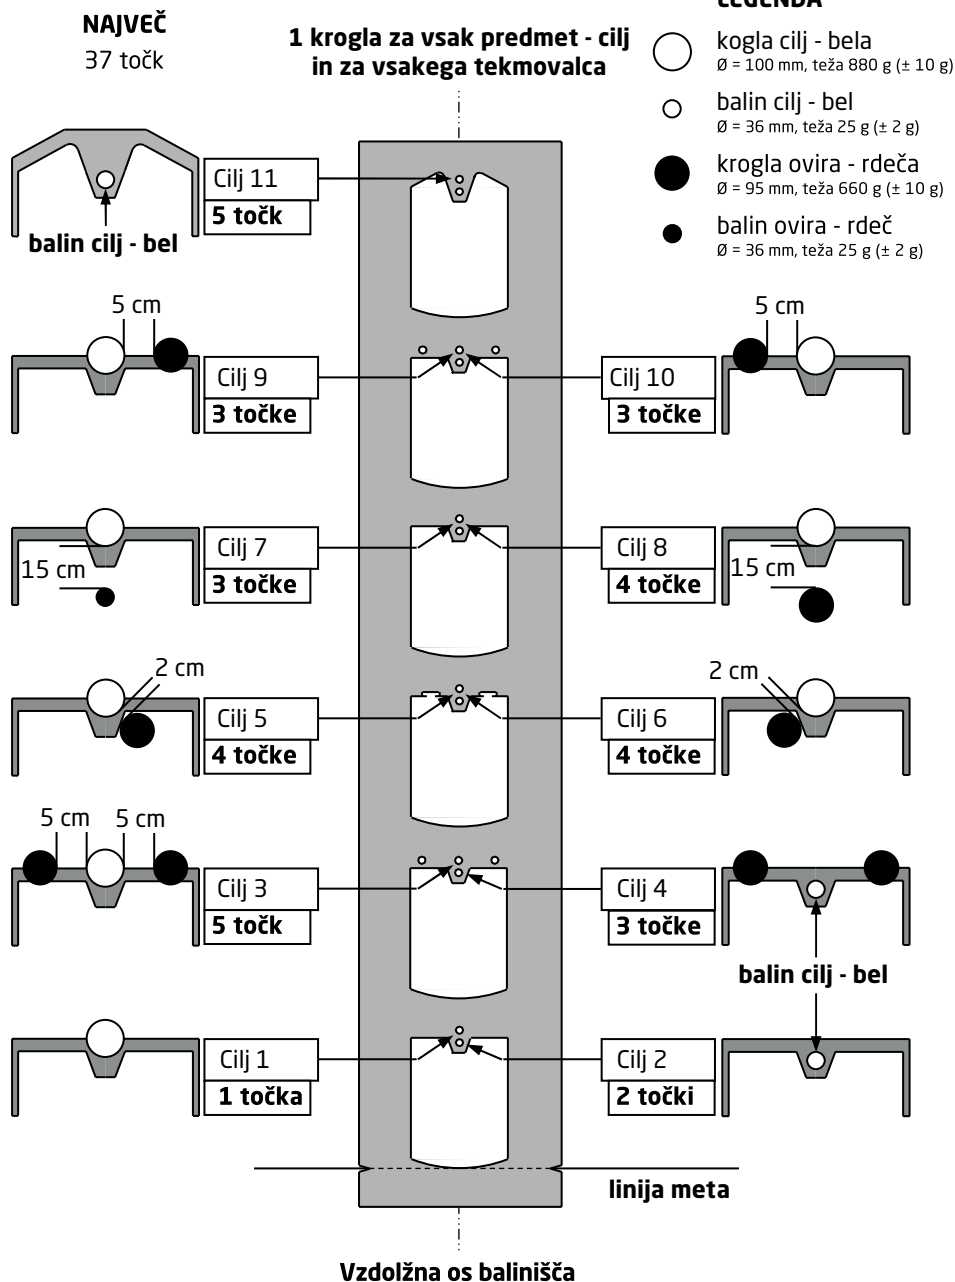 NAJVEČ
37 točk
1 krogla za vsak predmet - cilj
in za vsakega tekmovalca
LEGENDA
kogla cilj - bela
Ø = 100 mm, teža 880 g (± 10 g)
balin cilj - bel
Ø = 36 mm, teža 25 g (± 2 g)
krogla ovira - rdeča
Ø = 95 mm, teža 660 g (± 10 g)
balin ovira - rdeč
Ø = 36 mm, teža 25 g (± 2 g)
Cilj 11
5 točk
balin cilj - bel
5 cm
Cilj 9
3 točke
Cilj 10
3 točke
5 cm
15 cm
Cilj 7
3 točke
Cilj 8
4 točke
15 cm
2 cm
Cilj 5
4 točke
Cilj 6
4 točke
2 cm
5 cm 5 cm
Cilj 3
5 točk
Cilj 4
3 točke
balin cilj - bel
Cilj 1
1 točka
Cilj 2
2 točki
linija meta
Vzdolžna os balinišča